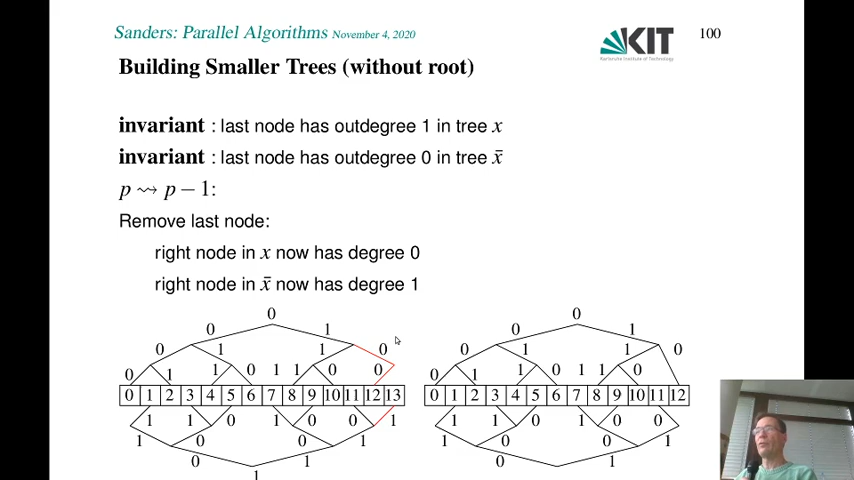 Sanders: Parallel Algorithms November 4, 2020
KIT
Karlsruhe Institute of Technology
100
Building Smaller Trees (without root)
invariant : last node has outdegree 1 in tree x
invariant : last node has outdegree 0 in tree x̄
p ⇝ p − 1:
Remove last node:
right node in x now has degree 0
right node in x̄ now has degree 1
0 0
0 1 0 1
0 1 1 0 0 1 1 0
0 1 1 0 1 1 0 0 0 1 1 0 1 1 0
0 1 2 3 4 5 6 7 8 9 10 11 12 13 0 1 2 3 4 5 6 7 8 9 10 11 12
1 1 0 1 0 0 1 1 1 0 1 0 0
1 0 0 1 1 0 0 1
0 1 0 1
1